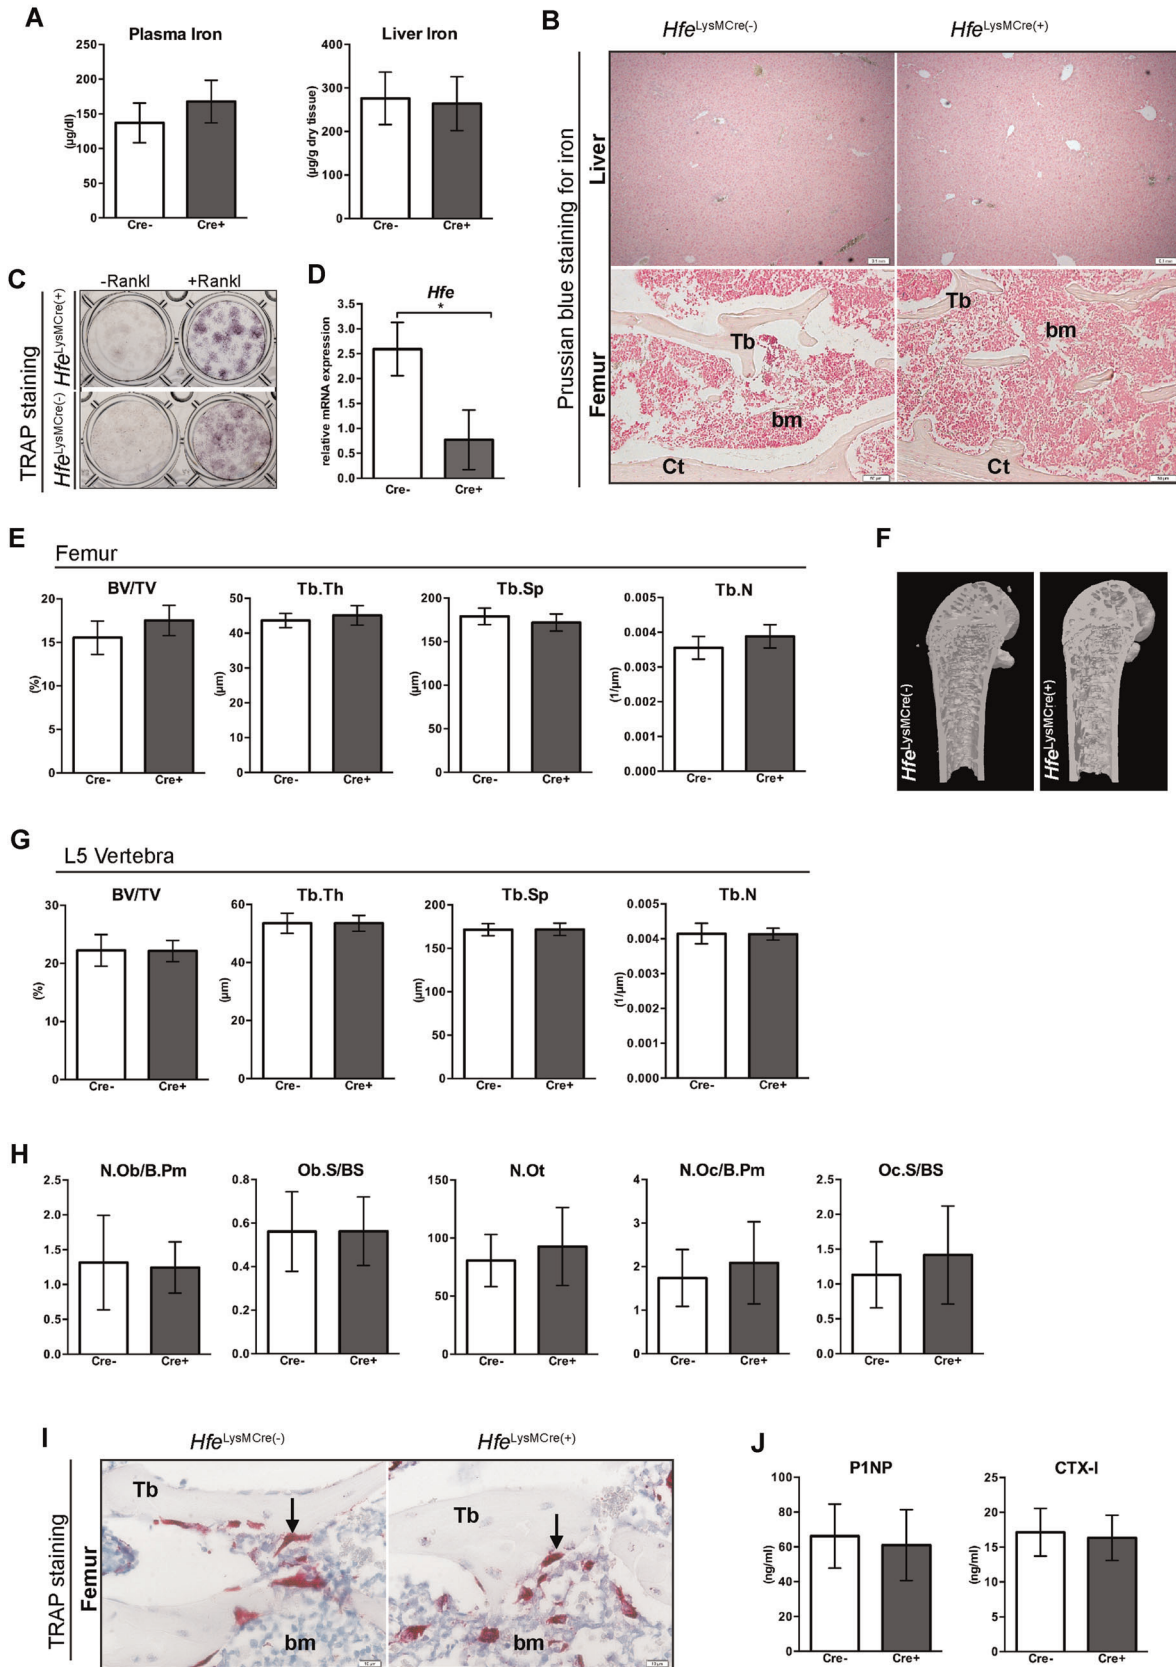 A
Plasma Iron
(µg/dl)
250
200
150
100
50
0
Cre-
Cre+
Liver Iron
(µg/g dry tissue)
400
300
200
100
0
Cre-
Cre+
B
Hfe^LysMCre(-)
Hfe^LysMCre(+)
Prussian blue staining for iron
Liver
0.1 mm
0.1 mm
Femur
Tb
bm
Ct
Tb
bm
Ct
C
-Rankl
+Rankl
TRAP staining
Hfe^LysMCre(+)
Hfe^LysMCre(-)
D
Hfe
*
relative mRNA expression
3.5
3.0
2.5
2.0
1.5
1.0
0.5
0.0
Cre-
Cre+
E
Femur
BV/TV
(%)
20
15
10
5
0
Cre-
Cre+
Tb.Th
(µm)
50
40
30
20
10
0
Cre-
Cre+
Tb.Sp
(µm)
200
150
100
50
0
Cre-
Cre+
Tb.N
(1/µm)
0.005
0.004
0.003
0.002
0.001
0.000
Cre-
Cre+
F
Hfe^LysMCre(-)
Hfe^LysMCre(+)
G
L5 Vertebra
BV/TV
(%)
30
20
10
0
Cre-
Cre+
Tb.Th
(µm)
60
40
20
0
Cre-
Cre+
Tb.Sp
(µm)
200
150
100
50
0
Cre-
Cre+
Tb.N
(1/µm)
0.005
0.004
0.003
0.002
0.001
0.000
Cre-
Cre+
H
N.Ob/B.Pm
2.5
2.0
1.5
1.0
0.5
0.0
Cre-
Cre+
Ob.S/BS
0.8
0.6
0.4
0.2
0.0
Cre-
Cre+
N.Ot
150
100
50
0
Cre-
Cre+
N.Oc/B.Pm
4
3
2
1
0
Cre-
Cre+
Oc.S/BS
2.5
2.0
1.5
1.0
0.5
0.0
Cre-
Cre+
I
Hfe^LysMCre(-)
Hfe^LysMCre(+)
TRAP staining
Femur
Tb
bm
Tb
bm
J
P1NP
(ng/ml)
100
80
60
40
20
0
Cre-
Cre+
CTX-I
(ng/ml)
25
20
15
10
5
0
Cre-
Cre+